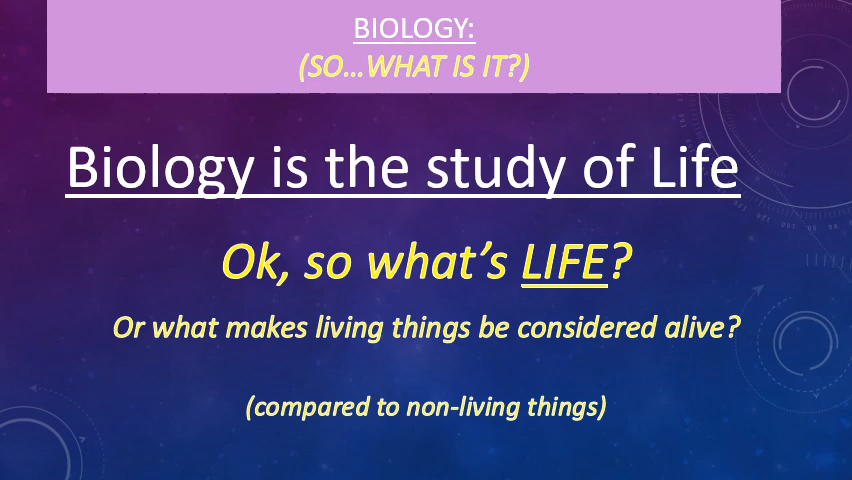 BIOLOGY:
(SO…WHAT IS IT?)
Biology is the study of Life
Ok, so what's LIFE?
Or what makes living things be considered alive?
(compared to non-living things)